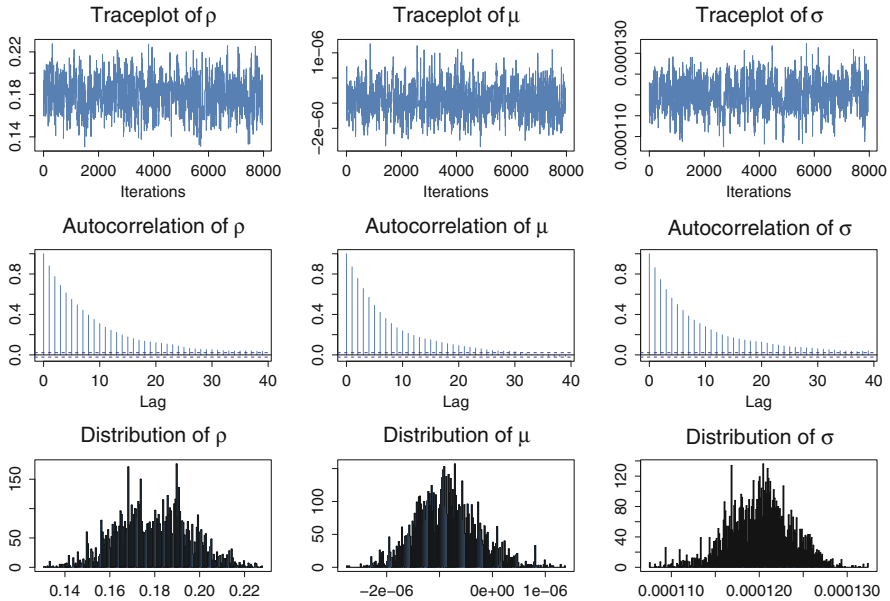 Traceplot of ρ
0.14 0.18 0.22
0 2000 4000 6000 8000
Iterations
Traceplot of μ
−2e−60 1e−06
0 2000 4000 6000 8000
Iterations
Traceplot of σ
0.000110 0.000130
0 2000 4000 6000 8000
Iterations
Autocorrelation of ρ
0.0 0.4 0.8
0 10 20 30 40
Lag
Autocorrelation of μ
0.0 0.4 0.8
0 10 20 30 40
Lag
Autocorrelation of σ
0.0 0.4 0.8
0 10 20 30 40
Lag
Distribution of ρ
0 50 150
0.14 0.16 0.18 0.20 0.22
Distribution of μ
0 50 100
−2e−06 0e+00 1e−06
Distribution of σ
0 40 80 120
0.000110 0.000120 0.000130